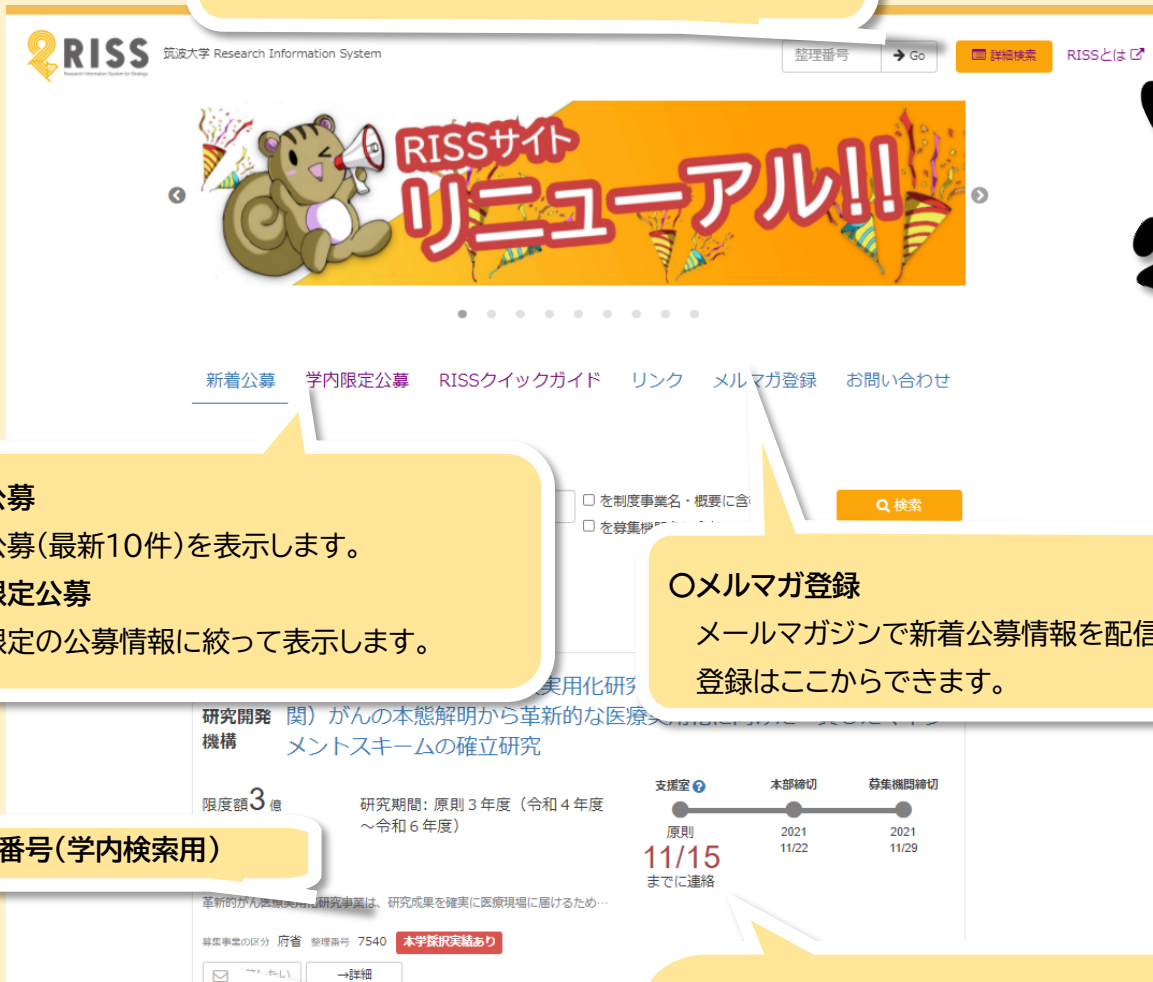 RISS
筑波大学 Research Information System
整理番号
Go
詳細検索
RISSとは
Research Information System for Strategy
RISSサイト
リニューアル!!
新着公募 学内限定公募 RISSクイックガイド リンク メルマガ登録 お問い合わせ
公募
公募(最新10件)を表示します。
限定公募
限定の公募情報に絞って表示します。
を制度事業名・概要に含
を募集機
検索
〇メルマガ登録
メールマガジンで新着公募情報を配信
登録はここからできます。
実用化研究
研究開発
機構
関）がんの本態解明から革新的な医療
メントスキームの確立研究
限度額3 億
研究期間: 原則３年度（令和４年度
～令和６年度）
支援室 本部締切 募集機関締切
原則
11/15
までに連絡
2021
11/22
2021
11/29
番号(学内検索用)
革新的がん医療実用化研究事業は、研究成果を確実に医療現場に届けるため…
募集事業の区分 府省 整理番号 7540 本学採択実績あり
たい
→詳細